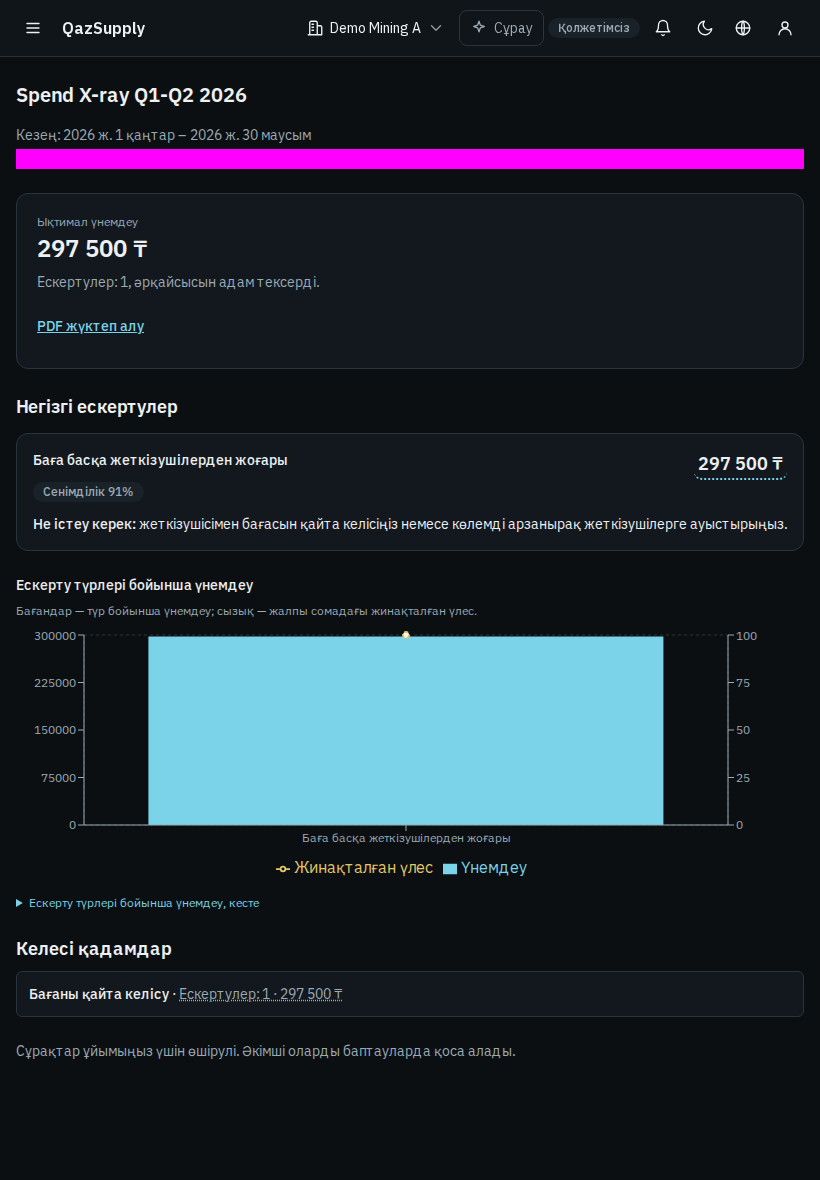 QazSupply
Demo Mining A
Сұрау
Қолжетімсіз
Spend X-ray Q1-Q2 2026
Кезең: 2026 ж. 1 қаңтар – 2026 ж. 30 маусым
Ықтимал үнемдеу
297 500 ₸
Ескертулер: 1, әрқайсысын адам тексерді.
PDF жүктеп алу
Негізгі ескертулер
Баға басқа жеткізушілерден жоғары
297 500 ₸
Сенімділік 91%
Не істеу керек: жеткізушісімен бағасын қайта келісіңіз немесе көлемді арзанырақ жеткізушілерге ауыстырыңыз.
Ескерту түрлері бойынша үнемдеу
Бағандар — түр бойынша үнемдеу; сызық — жалпы сомадағы жинақталған үлес.
300000
225000
150000
75000
0
100
75
50
25
0
Баға басқа жеткізушілерден жоғары
Жинақталған үлес
Үнемдеу
Ескерту түрлері бойынша үнемдеу, кесте
Келесі қадамдар
Бағаны қайта келісу · Ескертулер: 1 · 297 500 ₸
Сұрақтар ұйымыңыз үшін өшірулі. Әкімші оларды баптауларда қоса алады.